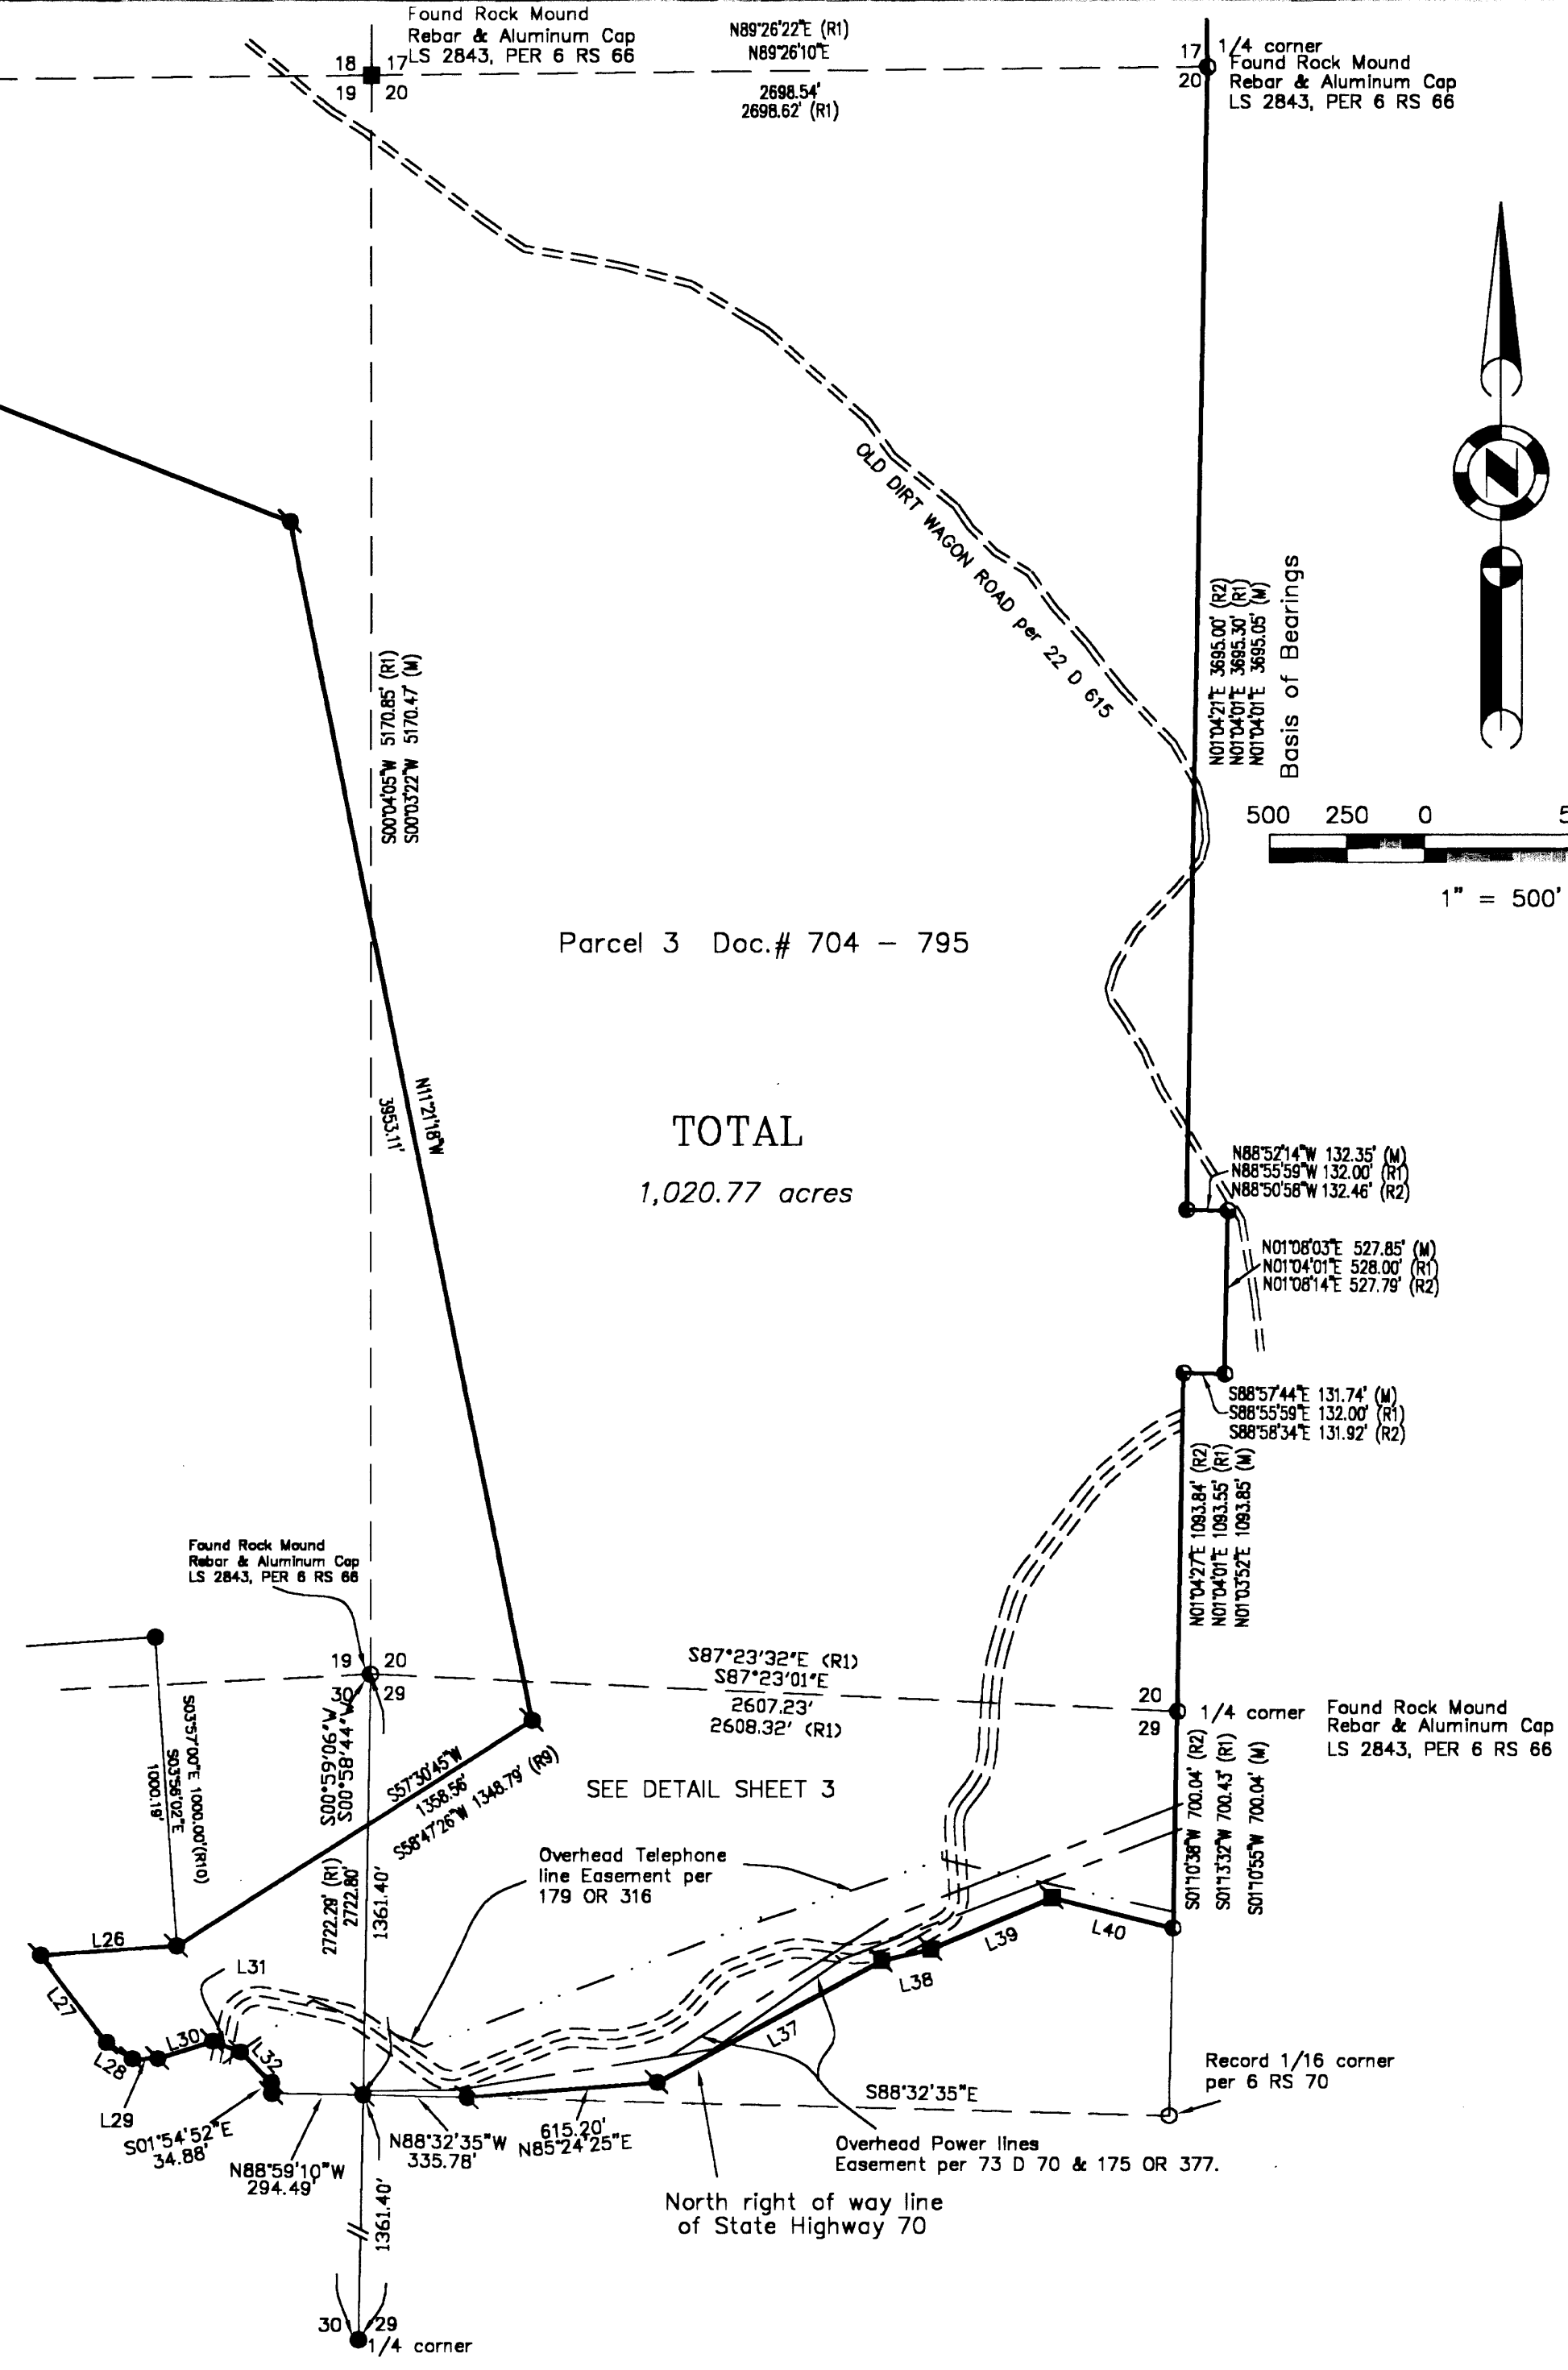 Found Rock Mound
Rebar & Aluminum Cap
LS 2843, PER 6 RS 66
18 17
19 20
N89°26'22"E (R1)
N89°26'10"E
2698.54'
2698.62' (R1)
17
20
1/4 corner
Found Rock Mound
Rebar & Aluminum Cap
LS 2843, PER 6 RS 66
N
OLD DIRT WAGON ROAD per 22 D 615
N01°04'21"E 3695.00' (R2)
N01°04'01"E 3695.30' (R1)
N01°04'01"E 3695.05' (M)
Basis of Bearings
S00°04'05"W 5170.85' (R1)
S00°03'22"W 5170.47' (M)
500 250 0 5
1" = 500'
Parcel 3 Doc.# 704 - 795
N11°21'18"W
3953.11'
TOTAL
1,020.77 acres
N88°52'14"W 132.35' (M)
N88°55'59"W 132.00' (R1)
N88°50'58"W 132.46' (R2)
N01°08'03"E 527.85' (M)
N01°04'01"E 528.00' (R1)
N01°08'14"E 527.79' (R2)
S88°57'44"E 131.74' (M)
S88°55'59"E 132.00' (R1)
S88°58'34"E 131.92' (R2)
N01°04'27"E 1093.84' (R2)
N01°04'01"E 1093.55' (R1)
N01°03'52"E 1093.85' (M)
Found Rock Mound
Rebar & Aluminum Cap
LS 2843, PER 6 RS 66
19 20
30 29
S87°23'32"E (R1)
S87°23'01"E
2607.23'
2608.32' (R1)
20
29
1/4 corner
Found Rock Mound
Rebar & Aluminum Cap
LS 2843, PER 6 RS 66
S03°57'00"E 1000.00'(R10)
S03°56'02"E
1000.19'
S00°59'06"W
S00°58'44"W
2722.29' (R1)
2722.80'
1361.40'
S57°30'45"W
1358.56'
S58°47'26"W 1348.79' (R9)
SEE DETAIL SHEET 3
S01°10'38"W 700.04' (R2)
S01°13'32"W 700.43' (R1)
S01°10'55"W 700.04' (M)
Overhead Telephone
line Easement per
179 OR 316
L26
L27
L28
L29
L30
L31
L32
L37
L38
L39
L40
S01°54'52"E
34.88'
N88°59'10"W
294.49'
N88°32'35"W
335.78'
615.20'
N85°24'25"E
S88°32'35"E
Record 1/16 corner
per 6 RS 70
Overhead Power lines
Easement per 73 D 70 & 175 OR 377.
North right of way line
of State Highway 70
1361.40'
30 29
1/4 corner